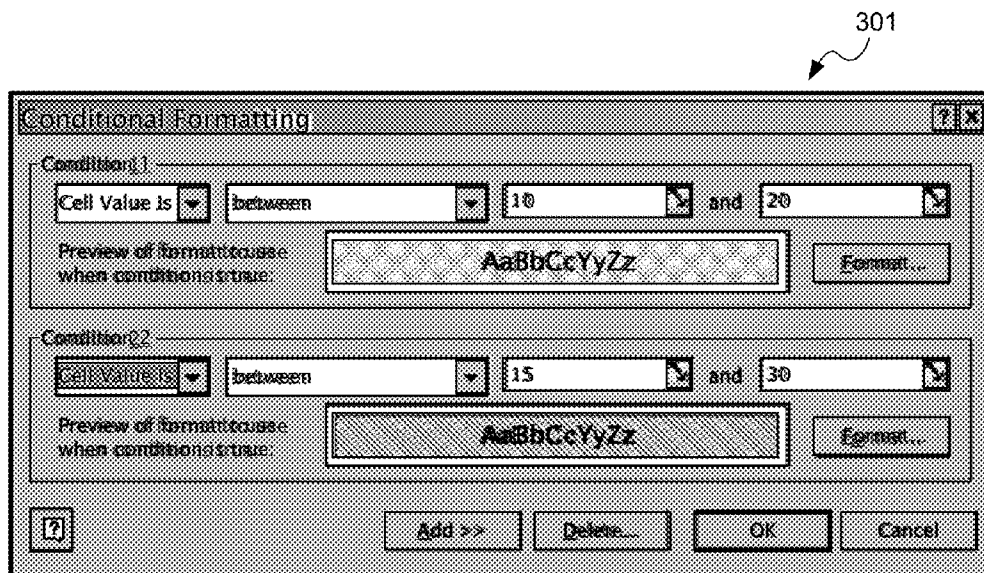 301
Conditional Formatting ? X
Condition 1
Cell Value Is between 10 and 20
Preview of format to use
when condition is true:
AaBbCcYyZz
Format...
Condition 2
Cell Value Is between 15 and 30
Preview of format to use
when condition is true:
AaBbCcYyZz
Format...
? Add >> Delete... OK Cancel